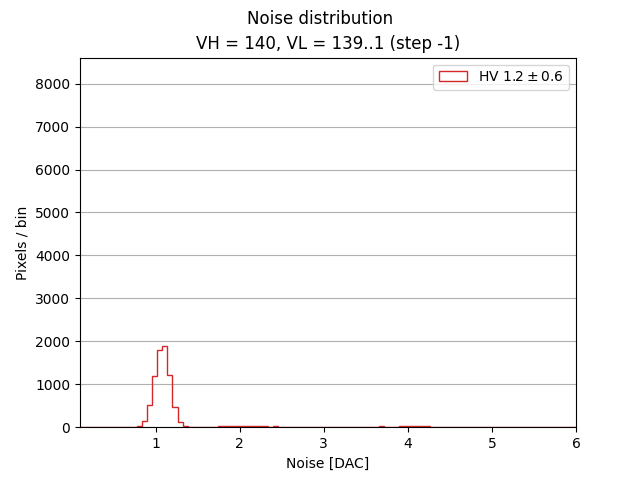 Noise distribution
VH = 140, VL = 139..1 (step -1)
HV 1.2 ± 0.6
8000
7000
6000
5000
4000
3000
2000
1000
0
Pixels / bin
1 2 3 4 5 6
Noise [DAC]